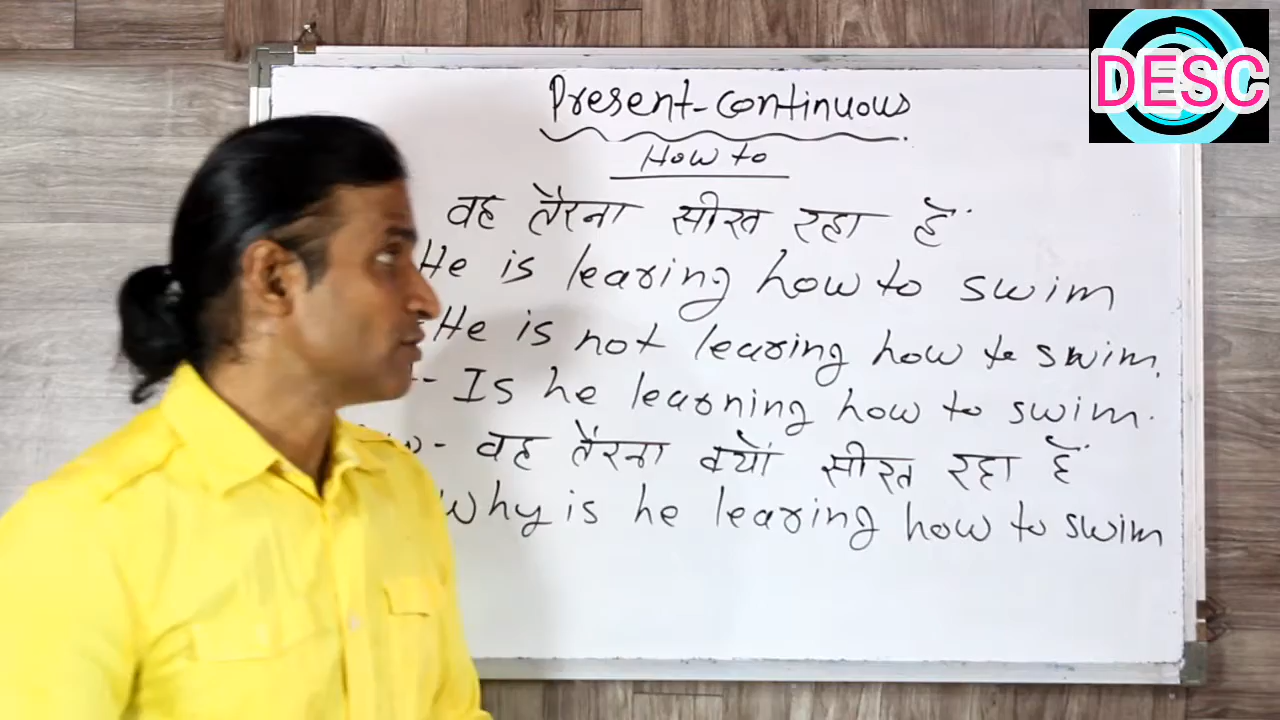 DESC
Present-continuous
How to
वह तैरना सीख रहा है.
He is learing how to swim
He is not learing how to swim.
- Is he learning how to swim.
- वह तैरना क्यों सीख रहा है
Why is he learing how to swim